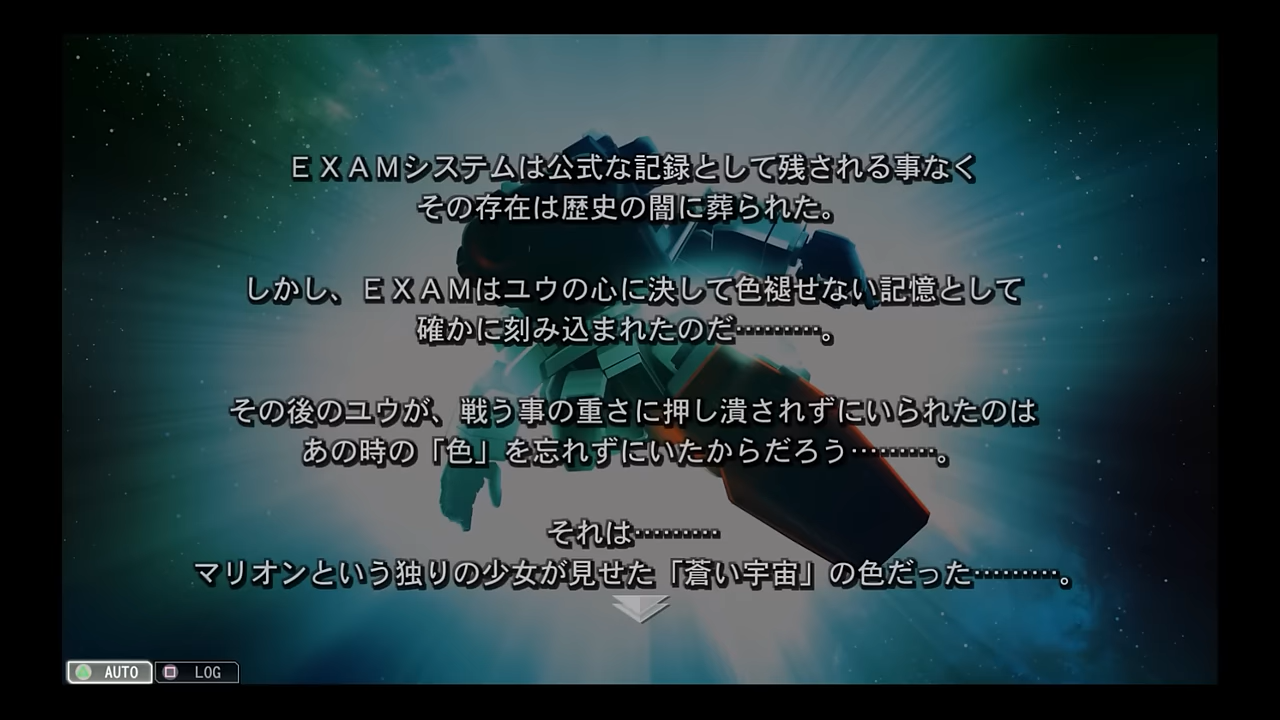 ＥＸＡＭシステムは公式な記録として残される事なく
その存在は歴史の闇に葬られた。
しかし、ＥＸＡＭはユウの心に決して色褪せない記憶として
確かに刻み込まれたのだ………。
その後のユウが、戦う事の重さに押し潰されずにいられたのは
あの時の「色」を忘れずにいたからだろう………。
それは………
マリオンという独りの少女が見せた「蒼い宇宙」の色だった………。
AUTO LOG